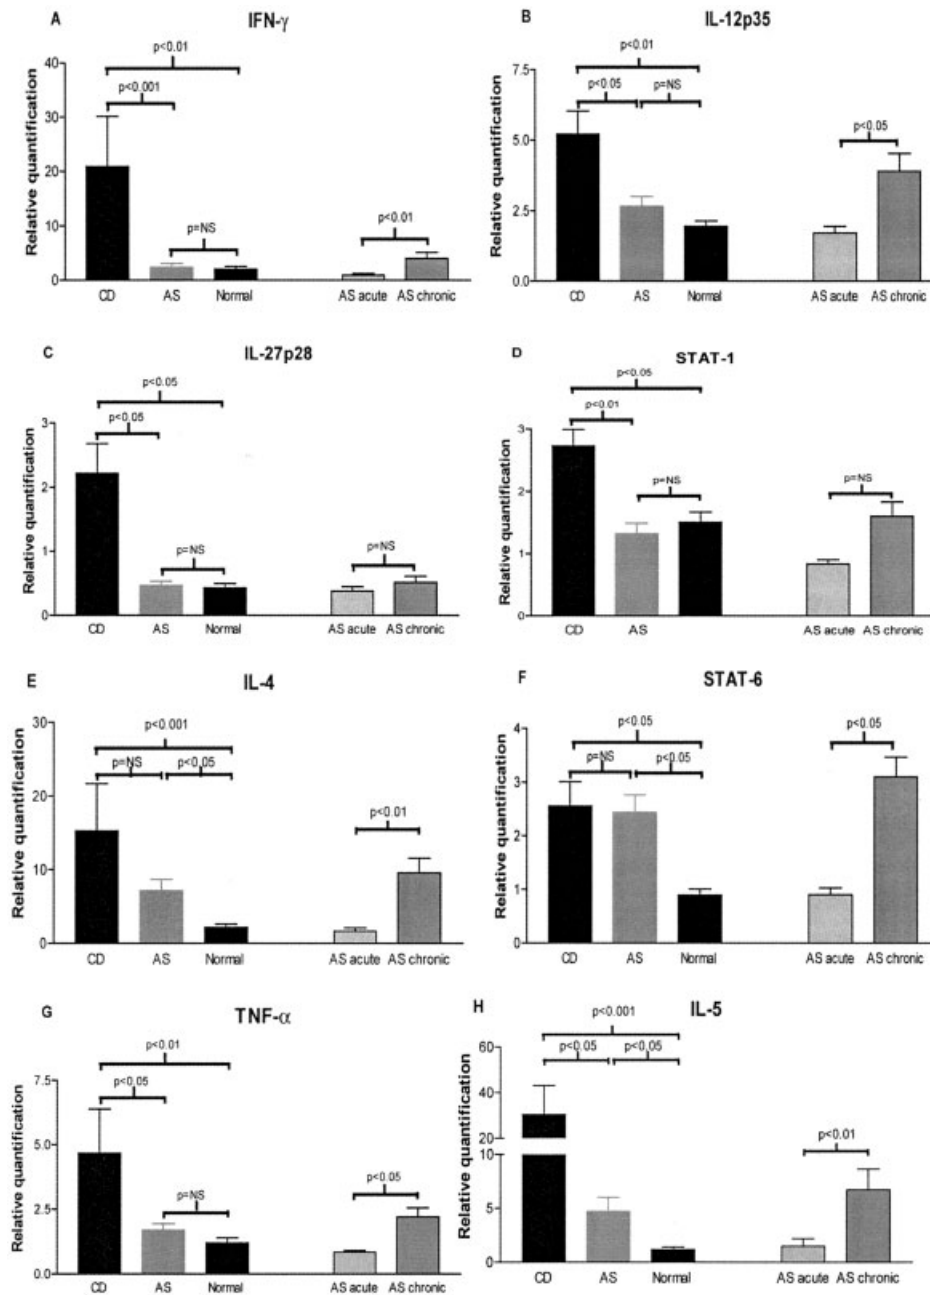 A
IFN-γ
Relative quantification
40
30
20
10
0
p<0.01
p<0.001
p=NS
p<0.01
CD AS Normal AS acute AS chronic
B
IL-12p35
Relative quantification
7.5
5.0
2.5
0.0
p<0.01
p<0.05 p=NS
p<0.05
CD AS Normal AS acute AS chronic
C
IL-27p28
Relative quantification
3
2
1
0
p<0.05
p<0.05
p=NS
p=NS
CD AS Normal AS acute AS chronic
D
STAT-1
Relative quantification
3
2
1
0
p<0.05
p<0.01
p=NS
p=NS
CD AS AS acute AS chronic
E
IL-4
Relative quantification
30
20
10
0
p<0.001
p=NS p<0.05
p<0.01
CD AS Normal AS acute AS chronic
F
STAT-6
Relative quantification
4
3
2
1
0
p<0.05
p=NS p<0.05
p<0.05
CD AS Normal AS acute AS chronic
G
TNF-α
Relative quantification
7.5
5.0
2.5
0.0
p<0.01
p<0.05
p=NS
p<0.05
CD AS Normal AS acute AS chronic
H
IL-5
Relative quantification
60
40
20
10
5
0
p<0.001
p<0.05 p<0.05
p<0.01
CD AS Normal AS acute AS chronic